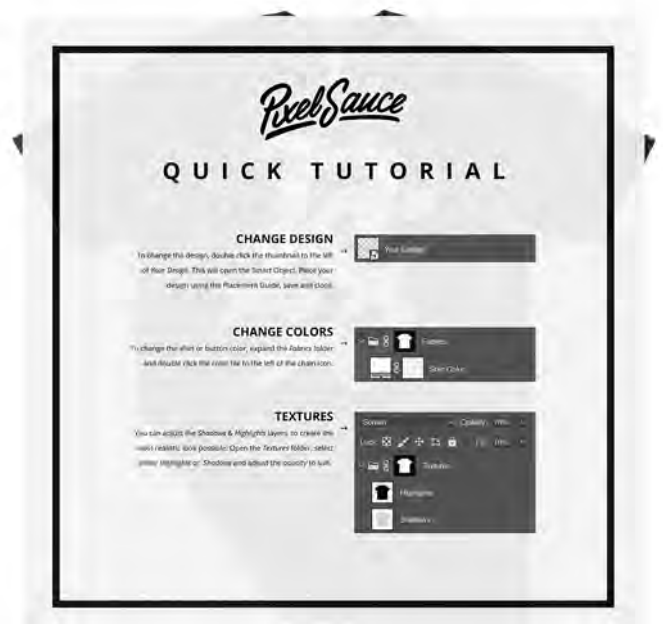 PixelSauce
QUICK TUTORIAL
CHANGE DESIGN
To change the design, double click the thumbnail to the left
of Your Design. This will open the Smart Object. Place your
design using the Placement Guide, save and close.
Your Design
CHANGE COLORS
To change the shirt or button color, expand the Fabrics folder
and double click the color tile to the left of the chain icon.
Fabrics
Shirt Color
TEXTURES
You can adjust the Shadows & Highlights layers, to create the
most realistic look possible. Open the Textures folder, select
either Highlights or Shadows and adjust the opacity to suit.
Screen Opacity:
Lock: Fill:
Textures
Highlights
Shadows